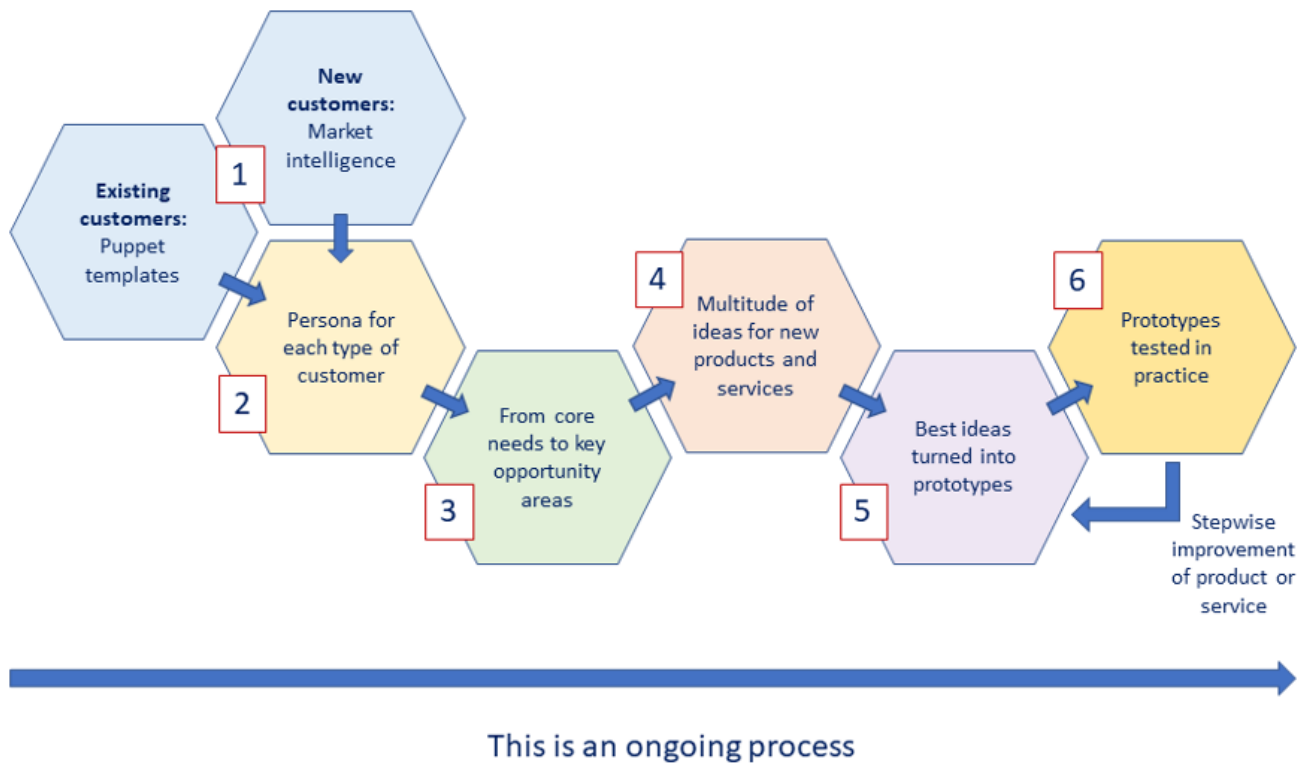 New
customers:
Market
intelligence
1
Existing
customers:
Puppet
templates
2
Persona for
each type of
customer
3
From core
needs to key
opportunity
areas
4
Multitude of
ideas for new
products and
services
5
Best ideas
turned into
prototypes
6
Prototypes
tested in
practice
Stepwise
improvement
of product or
service
This is an ongoing process